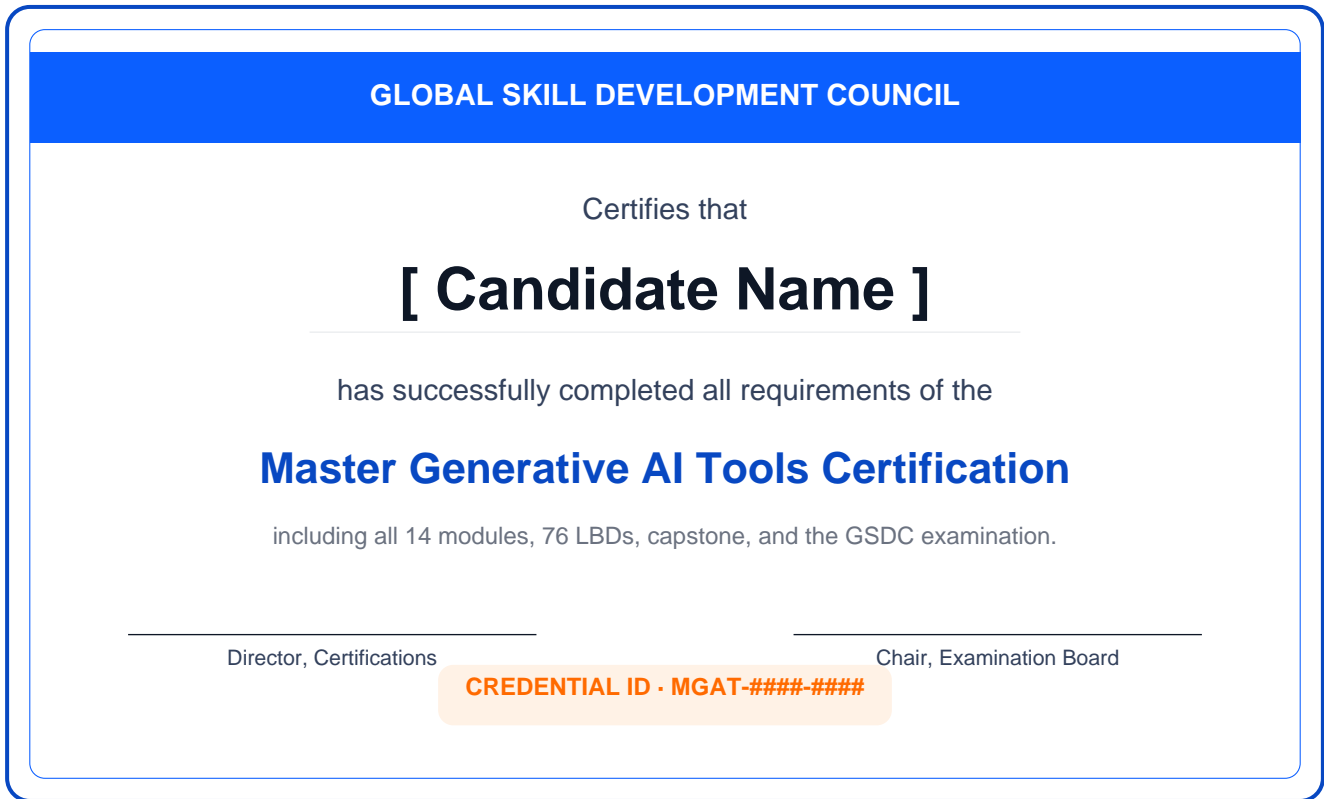 GLOBAL SKILL DEVELOPMENT COUNCIL
Certifies that
[ Candidate Name ]
has successfully completed all requirements of the
Master Generative AI Tools Certification
including all 14 modules, 76 LBDs, capstone, and the GSDC examination.
Director, Certifications
Chair, Examination Board
CREDENTIAL ID · MGAT-####-####